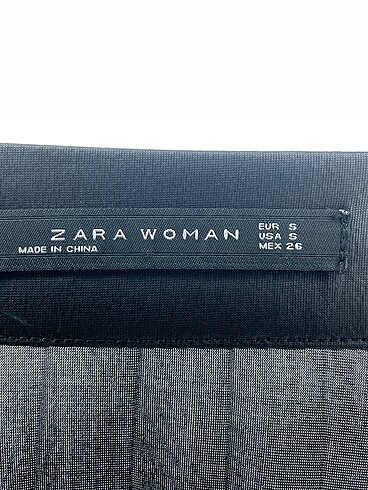 ZARA WOMAN
MADE IN CHINA
EUR S
USA S
MEX 26